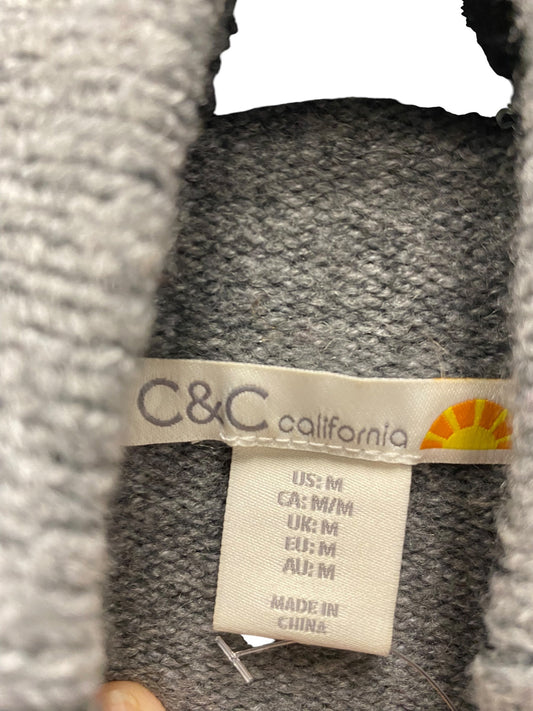 C&C california
US: M
CA: M/M
UK: M
EU: M
AU: M
MADE IN
CHINA